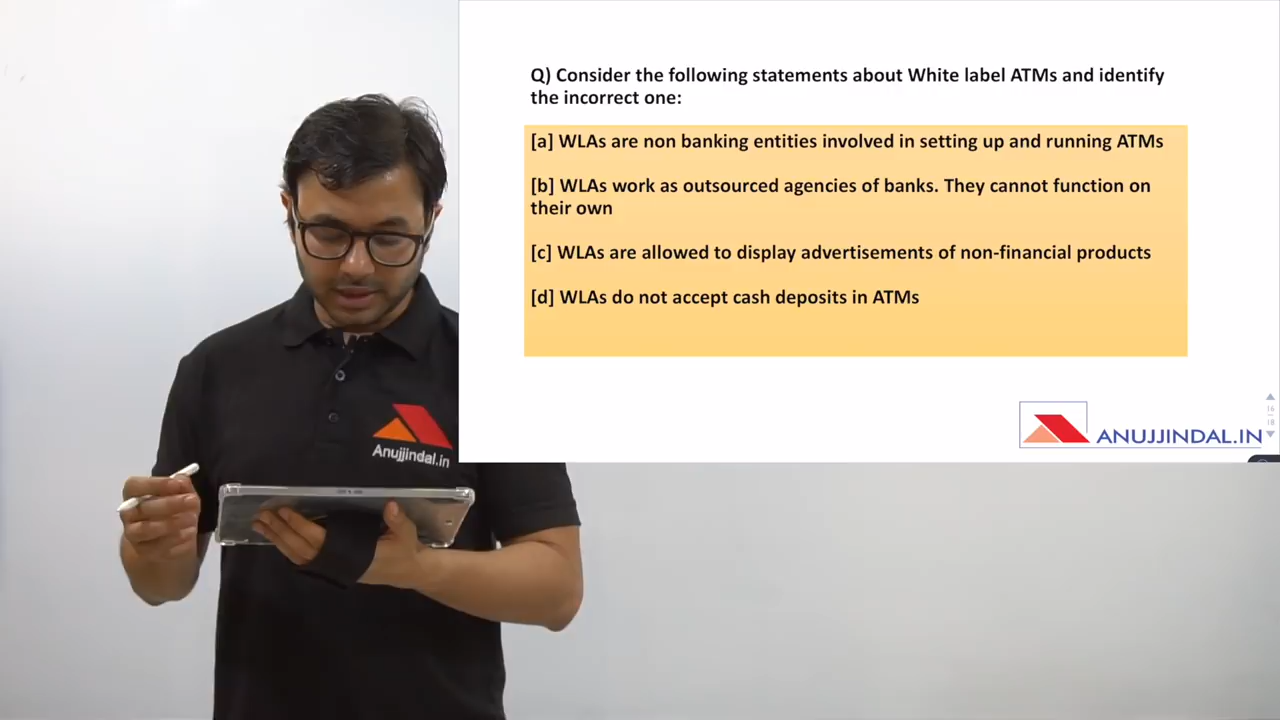 Q) Consider the following statements about White label ATMs and identify
the incorrect one:
[a] WLAs are non banking entities involved in setting up and running ATMs
[b] WLAs work as outsourced agencies of banks. They cannot function on
their own
[c] WLAs are allowed to display advertisements of non-financial products
[d] WLAs do not accept cash deposits in ATMs
ANUJJINDAL.IN
16
18
Anujjindal.in